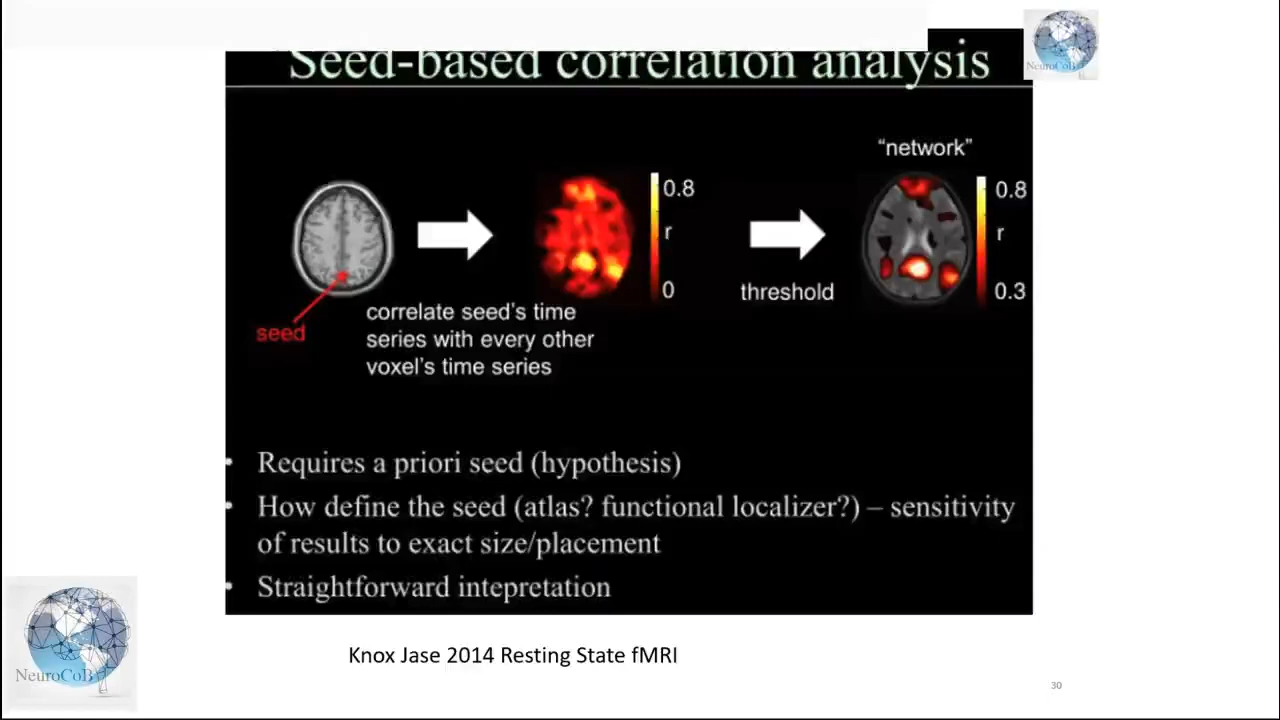 Seed-based correlation analysis
NeuroCoB
"network"
0.8
r
0
0.8
r
0.3
threshold
seed
correlate seed's time
series with every other
voxel's time series
• Requires a priori seed (hypothesis)
• How define the seed (atlas? functional localizer?) – sensitivity
of results to exact size/placement
• Straightforward intepretation
NeuroCoB
Knox Jase 2014 Resting State fMRI
30